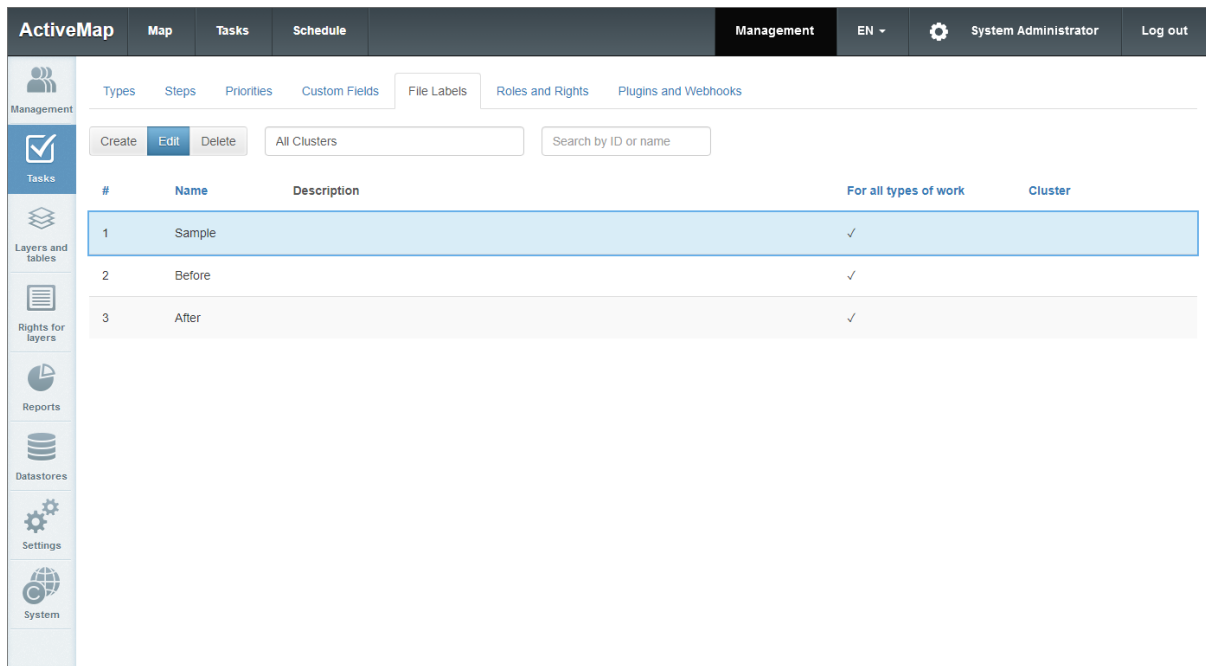 ActiveMap Map Tasks Schedule Management EN System Administrator Log out
Management
Tasks
Layers and
tables
Rights for
layers
Reports
Datastores
Settings
System
Types Steps Priorities Custom Fields File Labels Roles and Rights Plugins and Webhooks
Create Edit Delete All Clusters Search by ID or name
# Name Description For all types of work Cluster
1 Sample ✓
2 Before ✓
3 After ✓